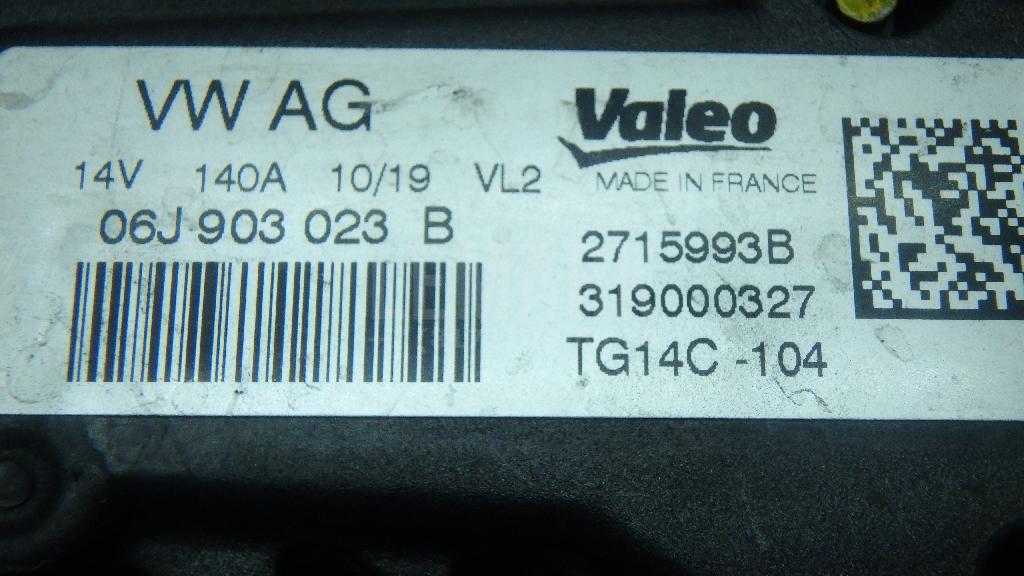 VW AG
14V 140A 10/19 VL2
06J 903 023 B
Valeo
MADE IN FRANCE
2715993B
319000327
TG14C -104